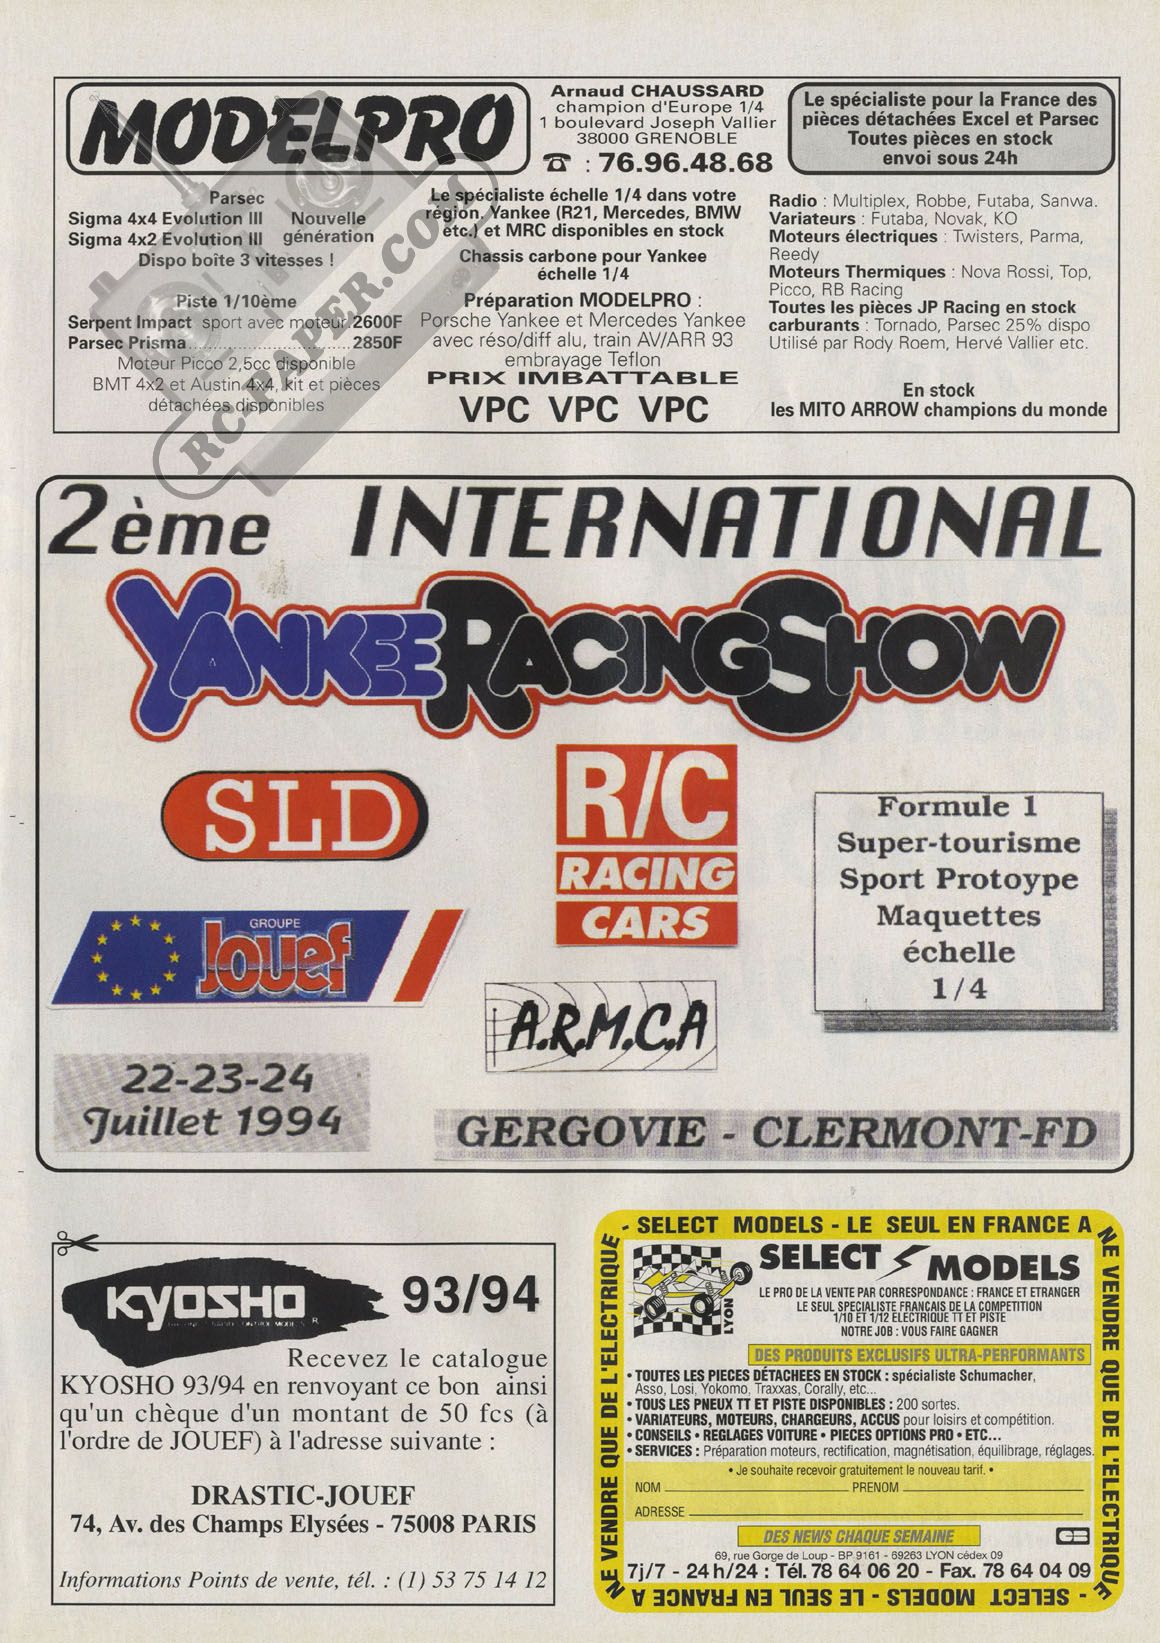 MODELPRO
Arnaud CHAUSSARD
champion d'Europe 1/4
1 boulevard Joseph Vallier
38000 GRENOBLE
☎ : 76.96.48.68
Le spécialiste pour la France des
pièces détachées Excel et Parsec
Toutes pièces en stock
envoi sous 24h
Parsec
Sigma 4x4 Evolution III Nouvelle
Sigma 4x2 Evolution III génération
Dispo boîte 3 vitesses !
Piste 1/10ème
Serpent Impact sport avec moteur. 2600F
Parsec Prisma 2850F
Moteur Picco 2,5cc disponible
BMT 4x2 et Austin 4x4, kit et pièces
détachées disponibles
Le spécialiste échelle 1/4 dans votre
région. Yankee (R21, Mercedes, BMW
etc.) et MRC disponibles en stock
Chassis carbone pour Yankee
échelle 1/4
Préparation MODELPRO :
Porsche Yankee et Mercedes Yankee
avec réso/diff alu, train AV/ARR 93
embrayage Teflon
PRIX IMBATTABLE
VPC VPC VPC
Radio : Multiplex, Robbe, Futaba, Sanwa.
Variateurs : Futaba, Novak, KO
Moteurs électriques : Twisters, Parma,
Reedy
Moteurs Thermiques : Nova Rossi, Top,
Picco, RB Racing
Toutes les pièces JP Racing en stock
carburants : Tornado, Parsec 25% dispo
Utilisé par Rody Roem, Hervé Vallier etc.
En stock
les MITO ARROW champions du monde
RC-PAPER.COM
2ème INTERNATIONAL
YANKEE RACING SHOW
SLD
R/C
RACING
CARS
Formule 1
Super-tourisme
Sport Protoype
Maquettes
échelle
1/4
GROUPE
Jouef
A.R.M.C.A
22-23-24
Juillet 1994
GERGOVIE - CLERMONT-FD
KYOSHO 93/94
Recevez le catalogue
KYOSHO 93/94 en renvoyant ce bon ainsi
qu'un chèque d'un montant de 50 fcs (à
l'ordre de JOUEF) à l'adresse suivante :
DRASTIC-JOUEF
74, Av. des Champs Elysées - 75008 PARIS
Informations Points de vente, tél. : (1) 53 75 14 12
- SELECT MODELS - LE SEUL EN FRANCE A
NE VENDRE QUE DE L'ELECTRIQUE
- SELECT - MODELS - LE SEUL EN FRANCE A
NE VENDRE QUE DE L'ELECTRIQUE -
SELECT MODELS
LYON
LE PRO DE LA VENTE PAR CORRESPONDANCE : FRANCE ET ETRANGER
LE SEUL SPECIALISTE FRANCAIS DE LA COMPETITION
1/10 ET 1/12 ELECTRIQUE TT ET PISTE
NOTRE JOB : VOUS FAIRE GAGNER
DES PRODUITS EXCLUSIFS ULTRA-PERFORMANTS
• TOUTES LES PIECES DÉTACHEES EN STOCK : spécialiste Schumacher,
Asso, Losi, Yokomo, Traxxas, Corally, etc...
• TOUS LES PNEUX TT ET PISTE DISPONIBLES : 200 sortes.
• VARIATEURS, MOTEURS, CHARGEURS, ACCUS pour loisirs et compétition.
• CONSEILS • REGLAGES VOITURE • PIECES OPTIONS PRO • ETC...
• SERVICES : Préparation moteurs, rectification, magnétisation, équilibrage, réglages.
• Je souhaite recevoir gratuitement le nouveau tarif. •
NOM PRENOM
ADRESSE
DES NEWS CHAQUE SEMAINE
CB
69, rue Gorge de Loup - BP 9161 - 69263 LYON cédex 09
7j/7 - 24h/24 : Tél. 78 64 06 20 - Fax. 78 64 04 09